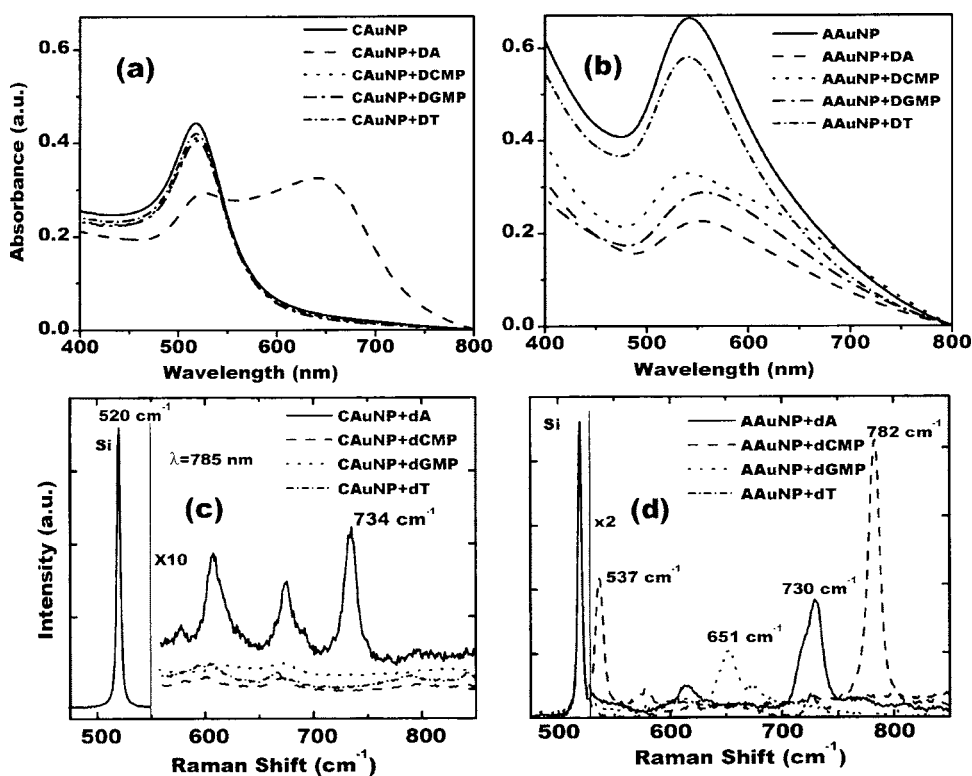 (a)
CAuNP
CAuNP+DA
CAuNP+DCMP
CAuNP+DGMP
CAuNP+DT
Absorbance (a.u.)
0.6
0.4
0.2
0.0
400 500 600 700 800
Wavelength (nm)
(b)
AAuNP
AAuNP+DA
AAuNP+DCMP
AAuNP+DGMP
AAuNP+DT
0.6
0.4
0.2
0.0
400 500 600 700 800
Wavelength (nm)
520 cm-1
Si
λ=785 nm
CAuNP+dA
CAuNP+dCMP
CAuNP+dGMP
CAuNP+dT
(c)
734 cm-1
X10
Intensity (a.u.)
500 600 700 800
Raman Shift (cm-1)
Si
AAuNP+dA
AAuNP+dCMP
AAuNP+dGMP
AAuNP+dT
782 cm-1
x2
(d)
537 cm-1
730 cm-1
651 cm-1
500 600 700 800
Raman Shift (cm-1)